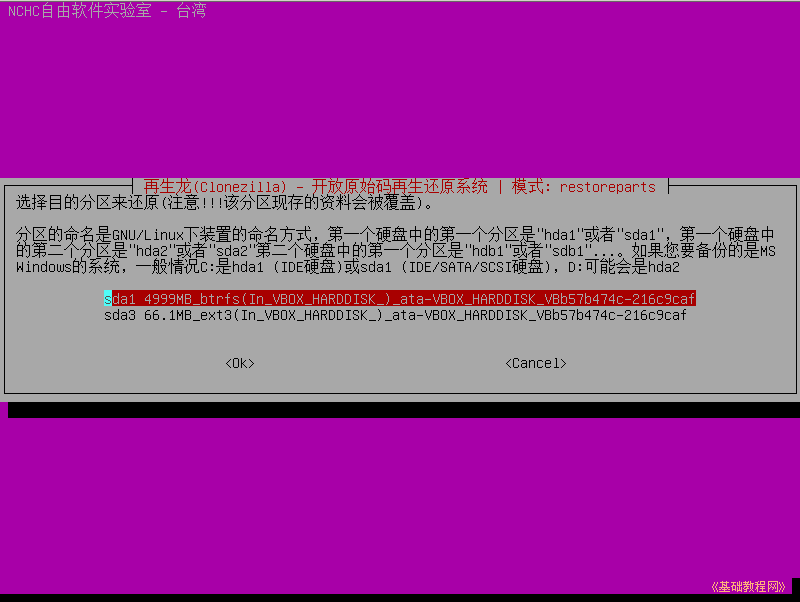 NCHC自由软件实验室 - 台湾
再生龙(Clonezilla) - 开放原始码再生还原系统 | 模式: restoreparts
选择目的分区来还原(注意!!!该分区现存的资料会被覆盖)。
分区的命名是GNU/Linux下装置的命名方式，第一个硬盘中的第一个分区是"hda1"或者"sda1"，第一个硬盘中
的第二个分区是"hda2"或者"sda2"第二个硬盘中的第一个分区是"hdb1"或者"sdb1"...。如果您要备份的是MS
Windows的系统，一般情况C:是hda1 (IDE硬盘)或sda1 (IDE/SATA/SCSI硬盘)，D:可能会是hda2
sda1 4999MB_btrfs(In_VBOX_HARDDISK_)_ata-VBOX_HARDDISK_VBb57b474c-216c9caf
sda3 66.1MB_ext3(In_VBOX_HARDDISK_)_ata-VBOX_HARDDISK_VBb57b474c-216c9caf
<Ok> <Cancel>
《基础教程网》